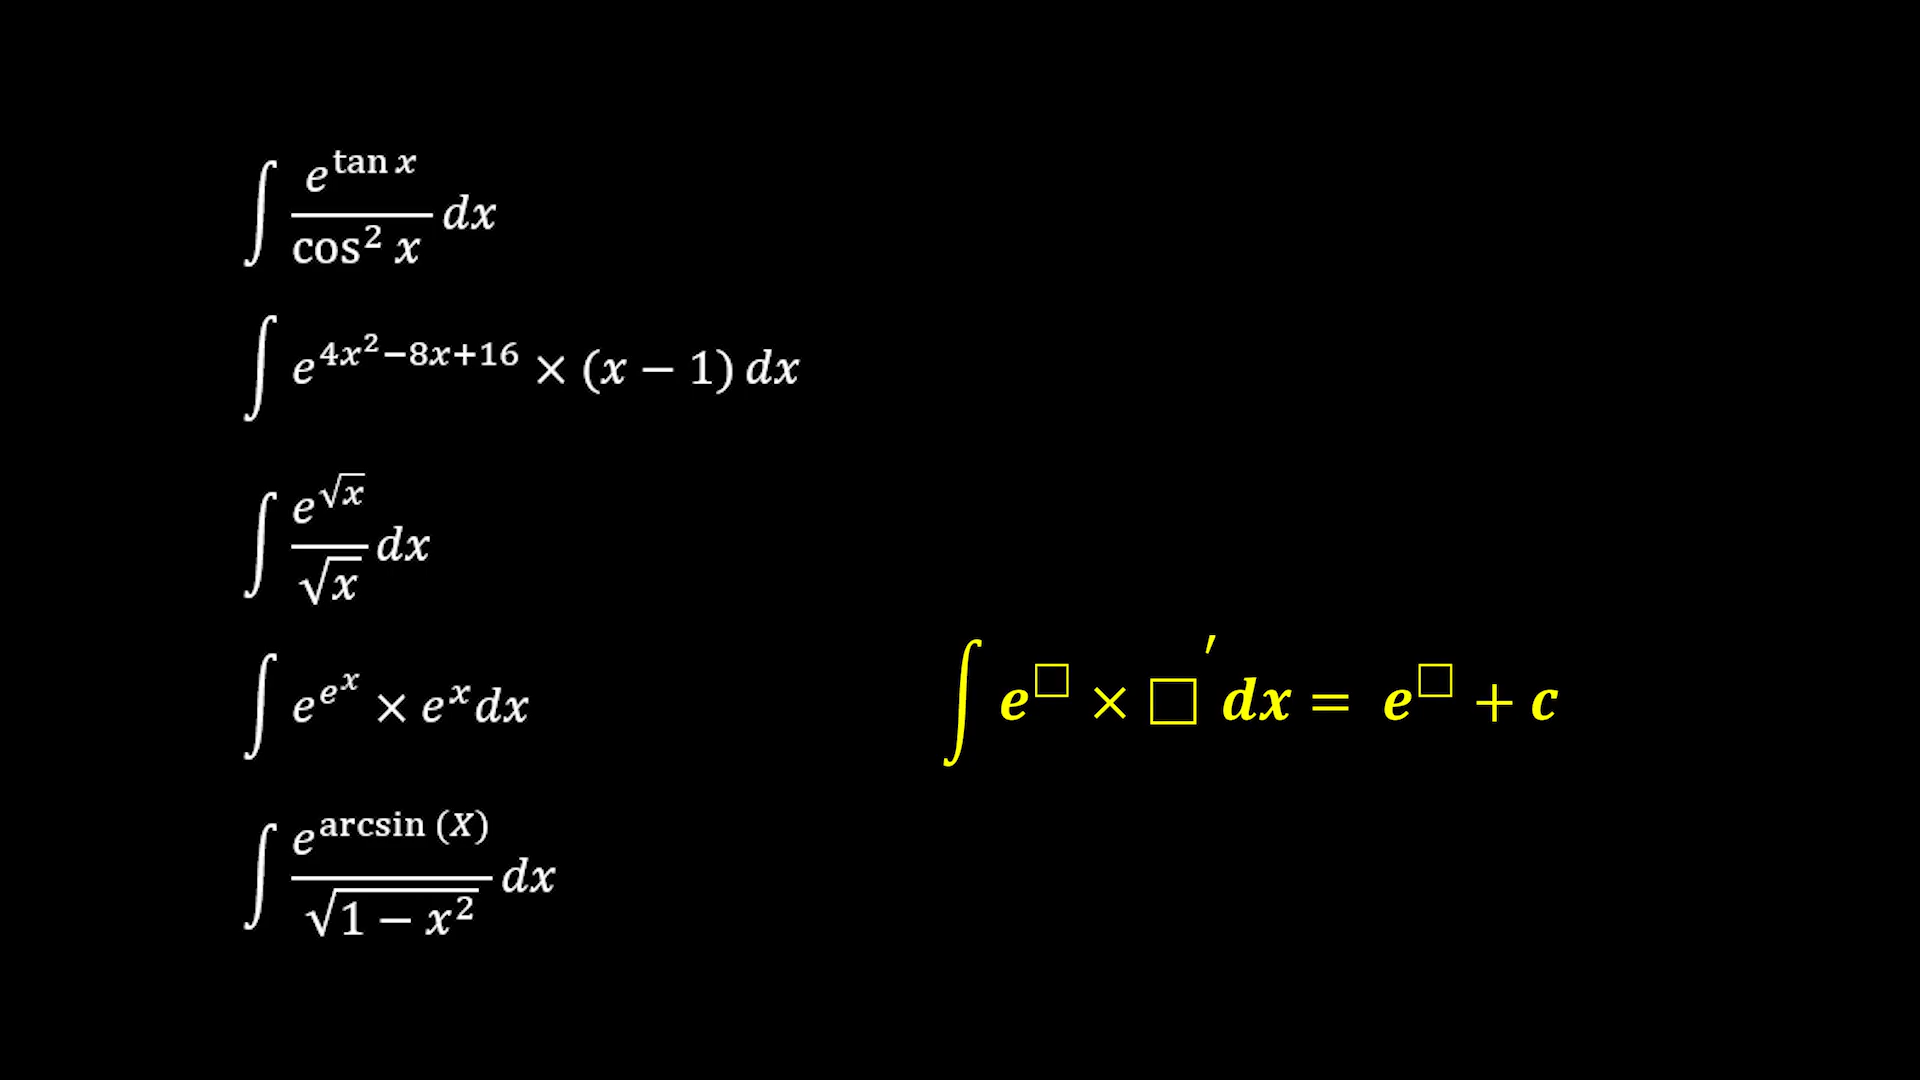 ∫ e^{tan x} / cos² x dx
∫ e^{4x²−8x+16} × (x − 1) dx
∫ e^{√x} / √x dx
∫ e^{e^x} × e^x dx
∫ e^□ × □′ dx = e^□ + c
∫ e^{arcsin (X)} / √(1 − x²) dx